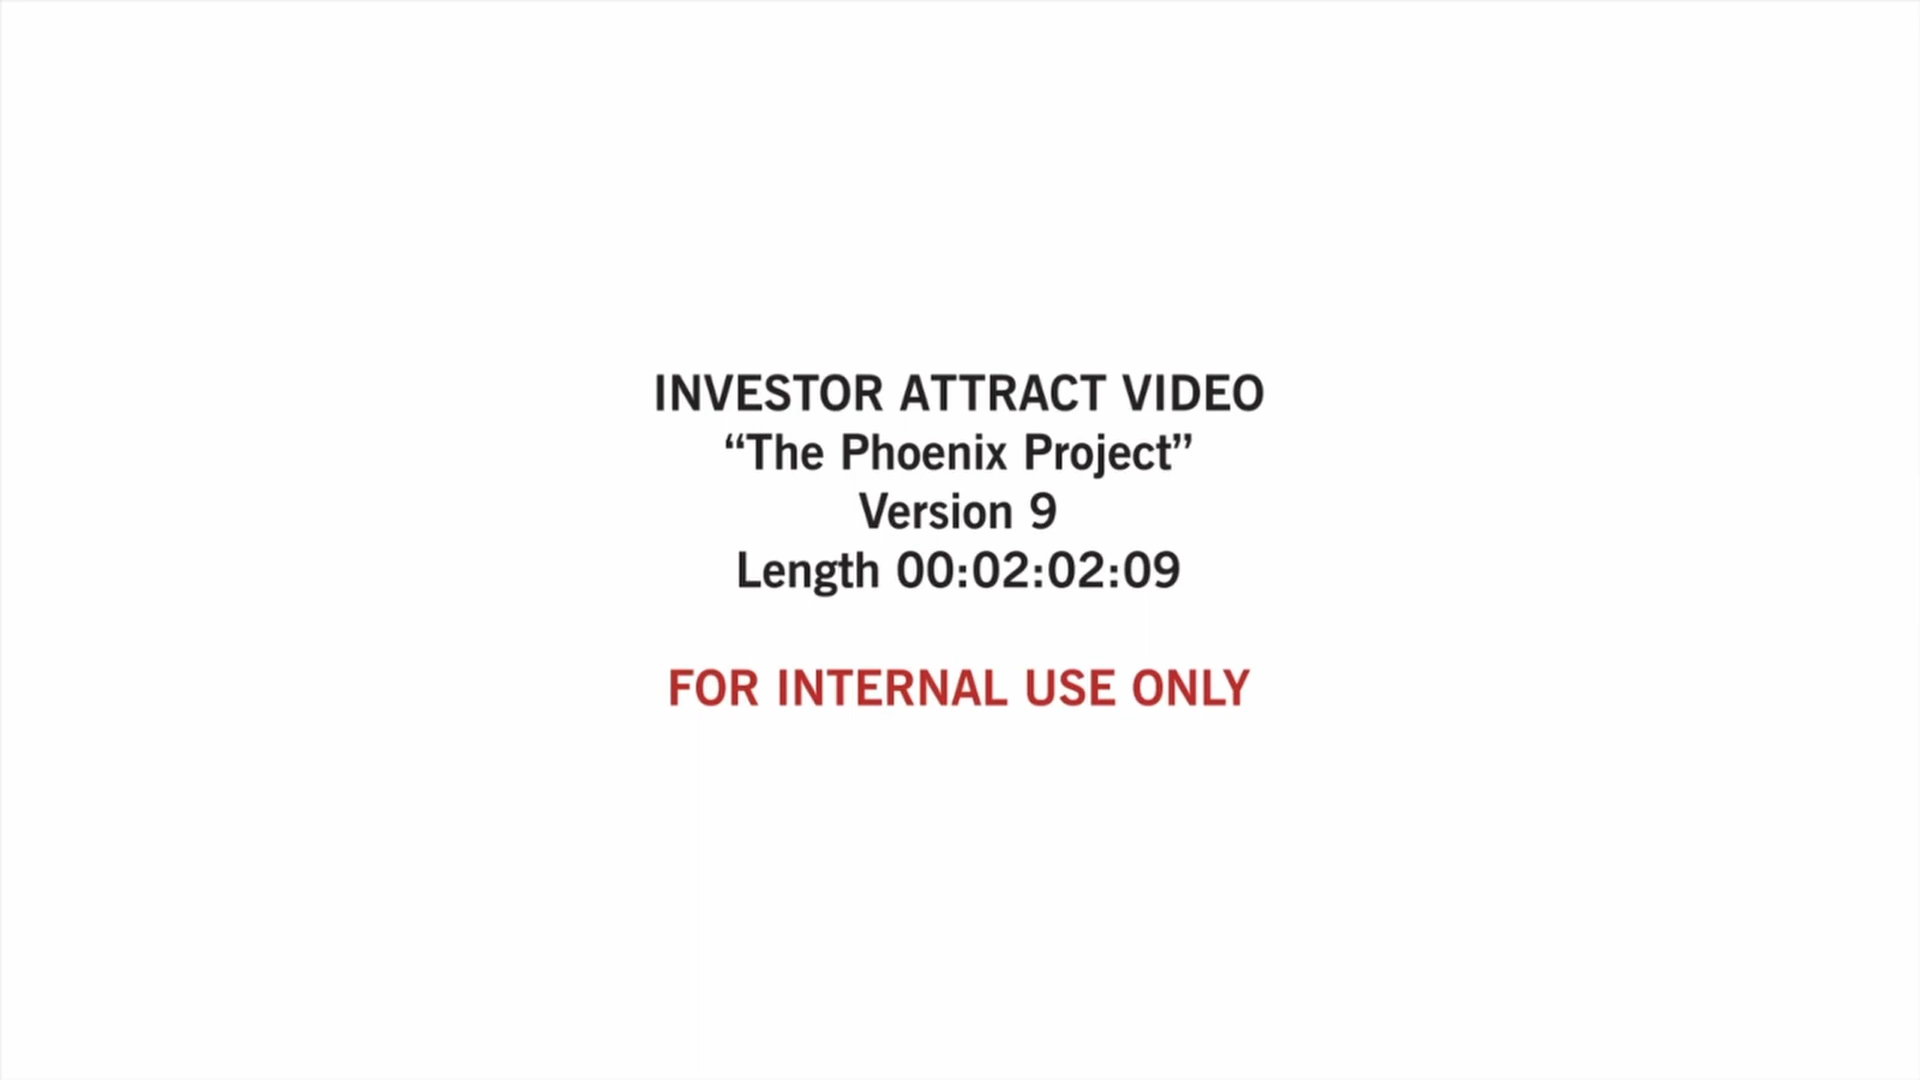 INVESTOR ATTRACT VIDEO
“The Phoenix Project”
Version 9
Length 00:02:02:09
FOR INTERNAL USE ONLY